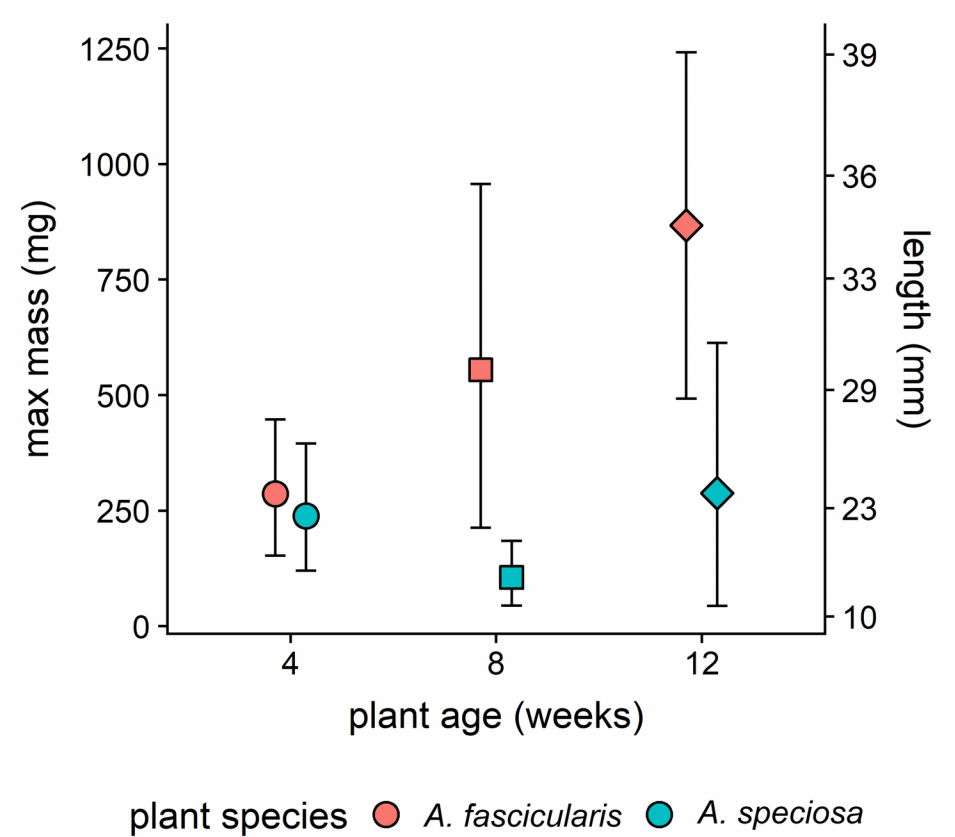 max mass (mg)
1250
1000
750
500
250
0
39
36
33
29
23
10
length (mm)
4 8 12
plant age (weeks)
plant species A. fascicularis A. speciosa